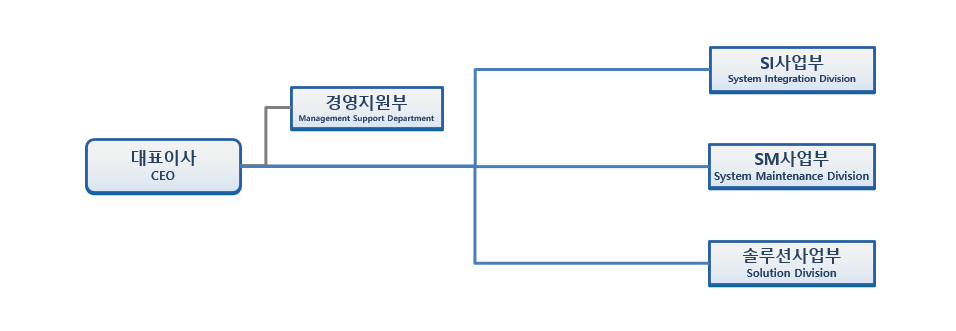 대표이사
CEO
경영지원부
Management Support Department
SI사업부
System Integration Division
SM사업부
System Maintenance Division
솔루션사업부
Solution Division